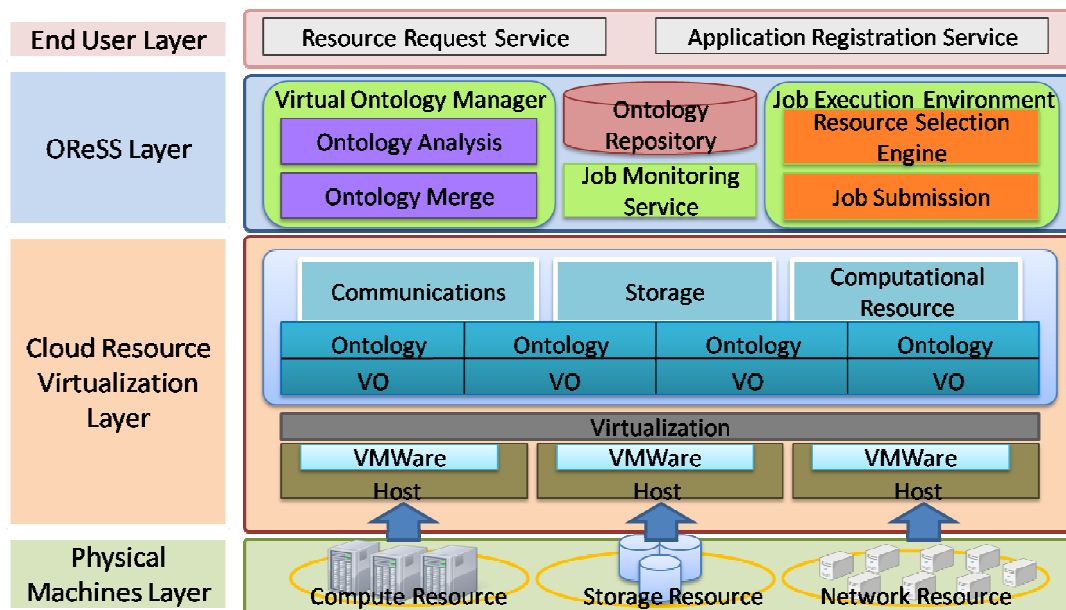 End User Layer
Resource Request Service
Application Registration Service
OReSS Layer
Virtual Ontology Manager
Ontology Analysis
Ontology Merge
Ontology
Repository
Job Monitoring
Service
Job Execution Environment
Resource Selection
Engine
Job Submission
Cloud Resource
Virtualization
Layer
Communications
Storage
Computational
Resource
Ontology
Ontology
Ontology
Ontology
VO
VO
VO
VO
Virtualization
VMWare
VMWare
VMWare
Host
Host
Host
Physical
Machines Layer
Compute Resource
Storage Resource
Network Resource